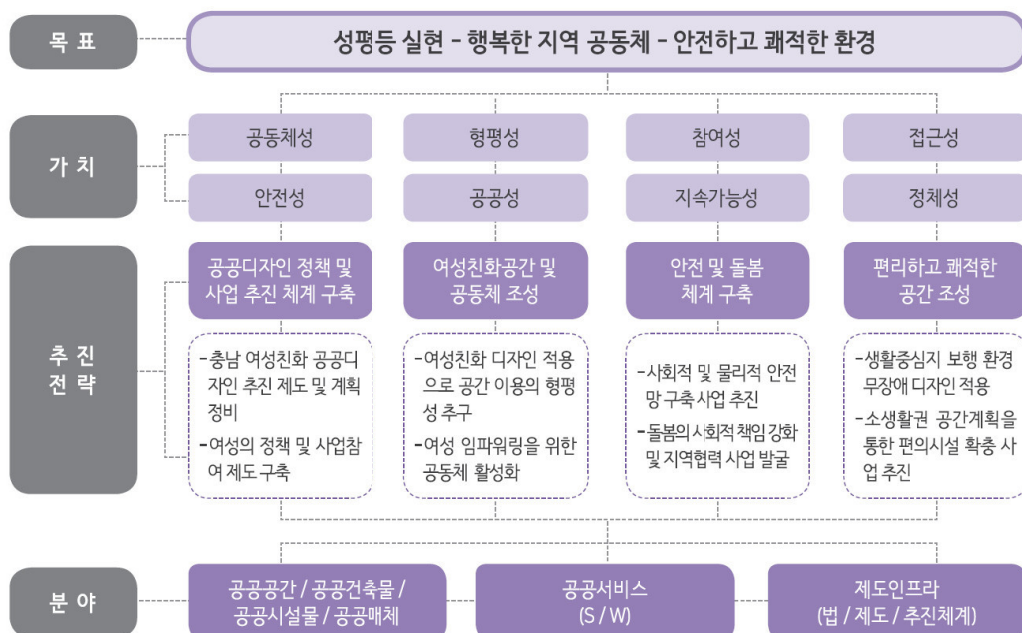 목 표
성평등 실현 – 행복한 지역 공동체 – 안전하고 쾌적한 환경
가 치
공동체성
형평성
참여성
접근성
안전성
공공성
지속가능성
정체성
추 진
전 략
공공디자인 정책 및
사업 추진 체계 구축
여성친화공간 및
공동체 조성
안전 및 돌봄
체계 구축
편리하고 쾌적한
공간 조성
–충남 여성친화 공공디
자인 추진 제도 및 계획
정비
–여성의 정책 및 사업참
여 제도 구축
–여성친화 디자인 적용
으로 공간 이용의 형평
성 추구
–여성 임파워링을 위한
공동체 활성화
–사회적 및 물리적 안전
망 구축 사업 추진
–돌봄의 사회적 책임 강화
및 지역협력 사업 발굴
–생활중심지 보행 환경
무장애 디자인 적용
–소생활권 공간계획을
통한 편의시설 확충 사
업 추진
분 야
공공공간 / 공공건축물 /
공공시설물 / 공공매체
공공서비스
(S / W)
제도인프라
(법 / 제도 / 추진체계)